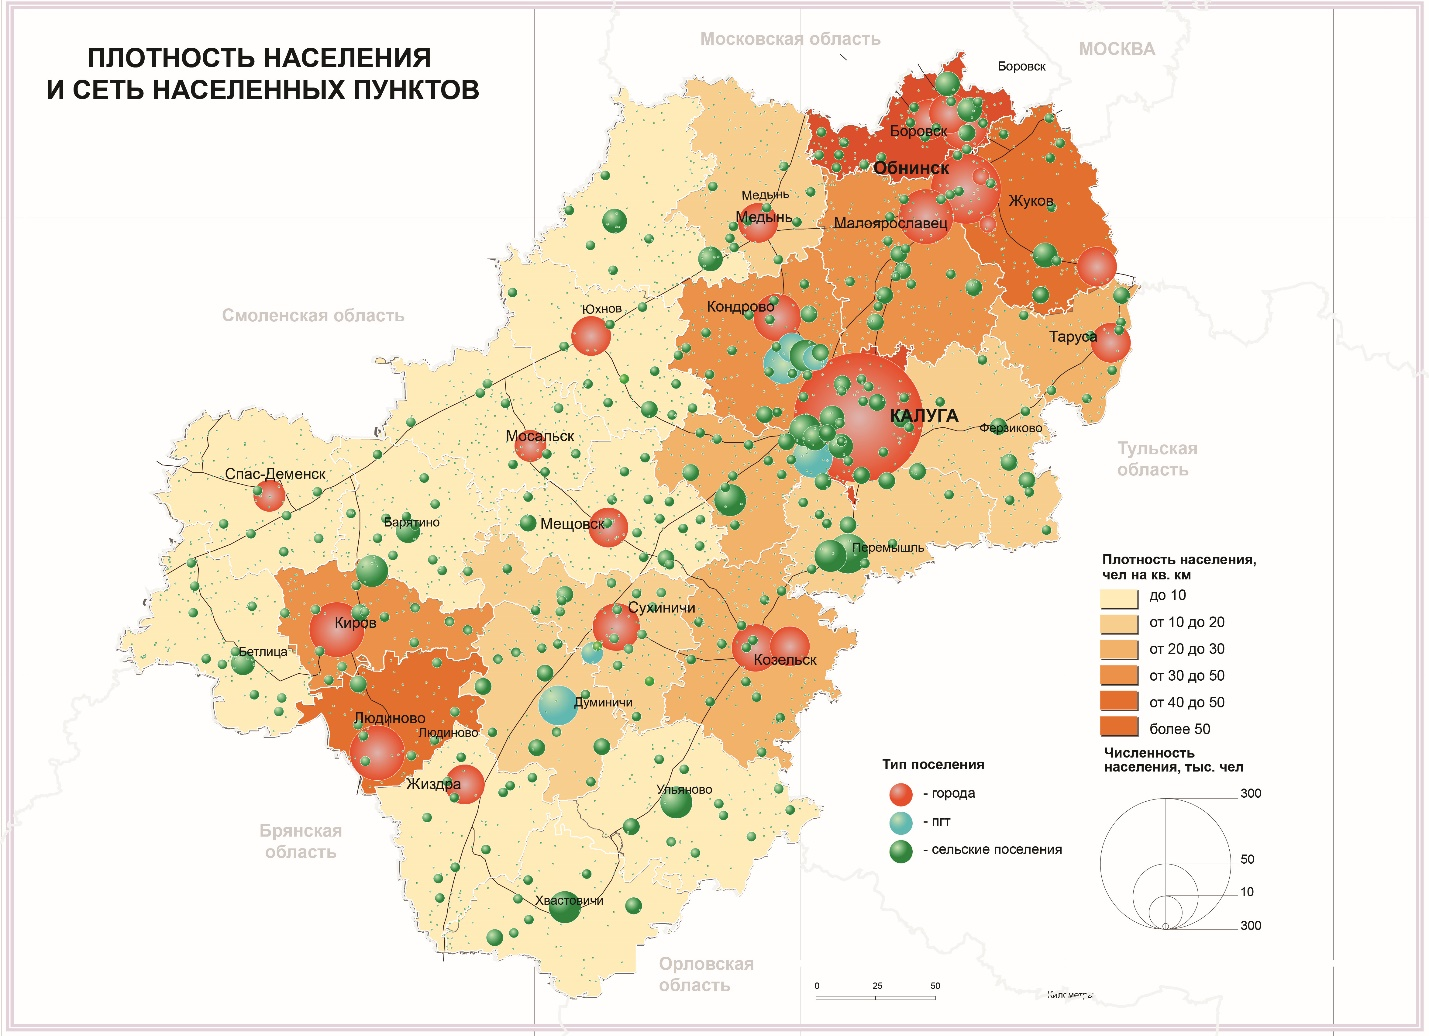 ПЛОТНОСТЬ НАСЕЛЕНИЯ
И СЕТЬ НАСЕЛЕННЫХ ПУНКТОВ
Московская область
МОСКВА
Боровск
Боровск
Обнинск
Медынь
Медынь
Жуков
Малоярославец
Смоленская область
Юхнов
Кондрово
Таруса
КАЛУГА
Ферзиково
Мосальск
Тульская
область
Спас-Деменск
Барятино
Мещовск
Перемышль
Сухиничи
Киров
Бетлица
Козельск
Думиничи
Людиново
Людиново
Жиздра
Ульяново
Хвастовичи
Брянская
область
Орловская
область
Плотность населения,
чел на кв. км
до 10
от 10 до 20
от 20 до 30
от 30 до 50
от 40 до 50
более 50
Численность
населения, тыс. чел
300
50
10
300
Тип поселения
- города
- пгт
- сельские поселения
0 25 50
Километры